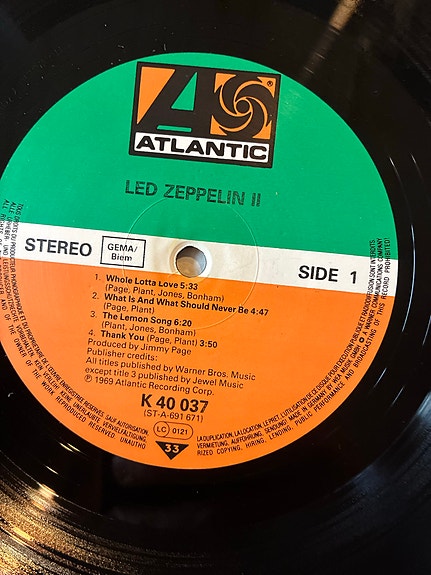 ATLANTIC
LED ZEPPELIN II
STEREO
GEMA/
Biem
SIDE 1
1. Whole Lotta Love 5:33
(Page, Plant, Jones, Bonham)
2. What Is And What Should Never Be 4:47
(Page, Plant)
3. The Lemon Song 6:20
(Plant, Jones, Bonham)
4. Thank You (Page, Plant) 3:50
Produced by Jimmy Page
Publisher credits:
All titles published by Warner Bros. Music
except title 3 published by Jewel Music
℗ 1969 Atlantic Recording Corp.
K 40 037
(ST-A-691 671)
LC 0121
33